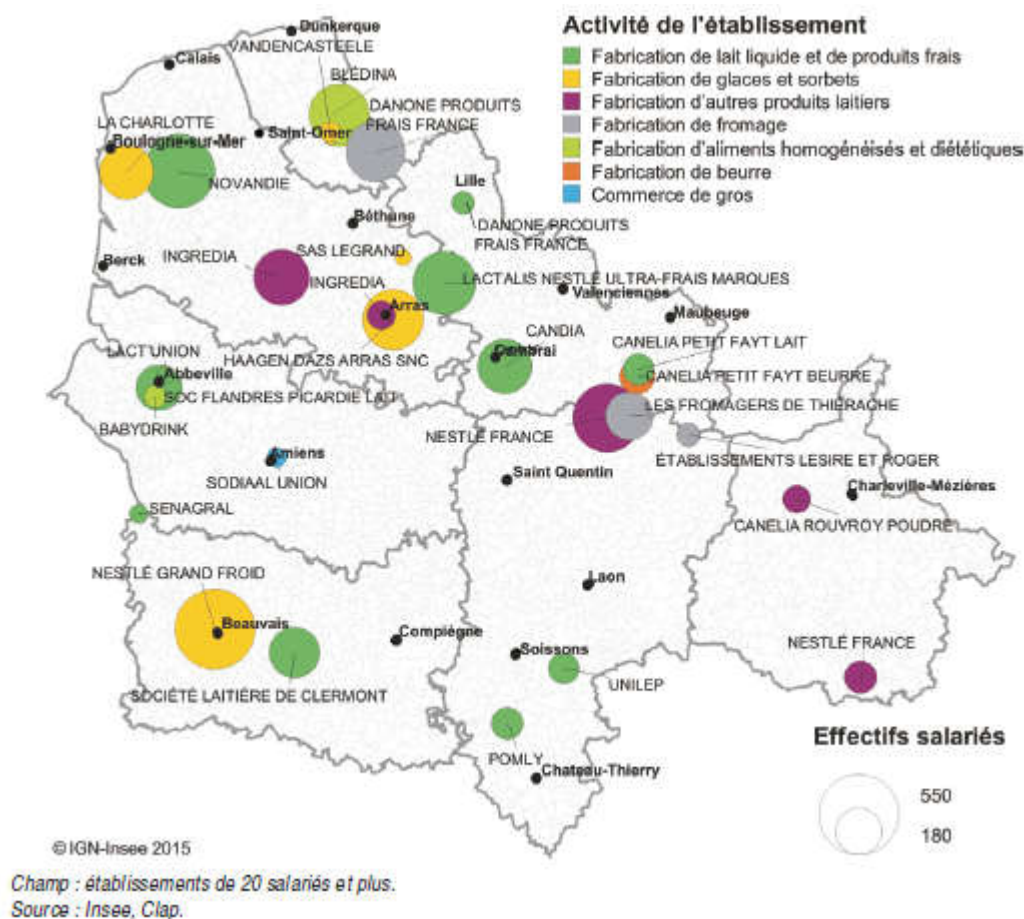 Activité de l'établissement
Fabrication de lait liquide et de produits frais
Fabrication de glaces et sorbets
Fabrication d'autres produits laitiers
Fabrication de fromage
Fabrication d'aliments homogénéisés et diététiques
Fabrication de beurre
Commerce de gros
Dunkerque
VANDENCASTEELE
Calais
BLÉDINA
DANONE PRODUITS
FRAIS FRANCE
LA CHARLOTTE
Saint-Omer
Boulogne-sur-Mer
NOVANDIE
Lille
Béthune
DANONE PRODUITS
FRAIS FRANCE
Berck
INGREDIA
SAS LEGRAND
INGREDIA
LACTALIS NESTLÉ ULTRA-FRAIS MARQUES
Valenciennes
Arras
Maubeuge
CANDIA
HAAGEN DAZS ARRAS SNC
Cambrai
CANELIA PETIT FAYT LAIT
LACT'UNION
Abbeville
CANELIA PETIT FAYT BEURRE
SOC FLANDRES PICARDIE LAIT
LES FROMAGERS DE THIERACHE
BABYDRINK
NESTLÉ FRANCE
Amiens
ÉTABLISSEMENTS LESIRE ET ROGER
SODIAAL UNION
Saint Quentin
Charleville-Mézières
SENAGRAL
CANELIA ROUVROY POUDRE
NESTLÉ GRAND FROID
Laon
Beauvais
Compiègne
Soissons
NESTLÉ FRANCE
SOCIÉTÉ LAITIÈRE DE CLERMONT
UNILEP
POMLY
Chateau-Thierry
Effectifs salariés
550
180
© IGN-Insee 2015
Champ : établissements de 20 salariés et plus.
Source : Insee, Clap.